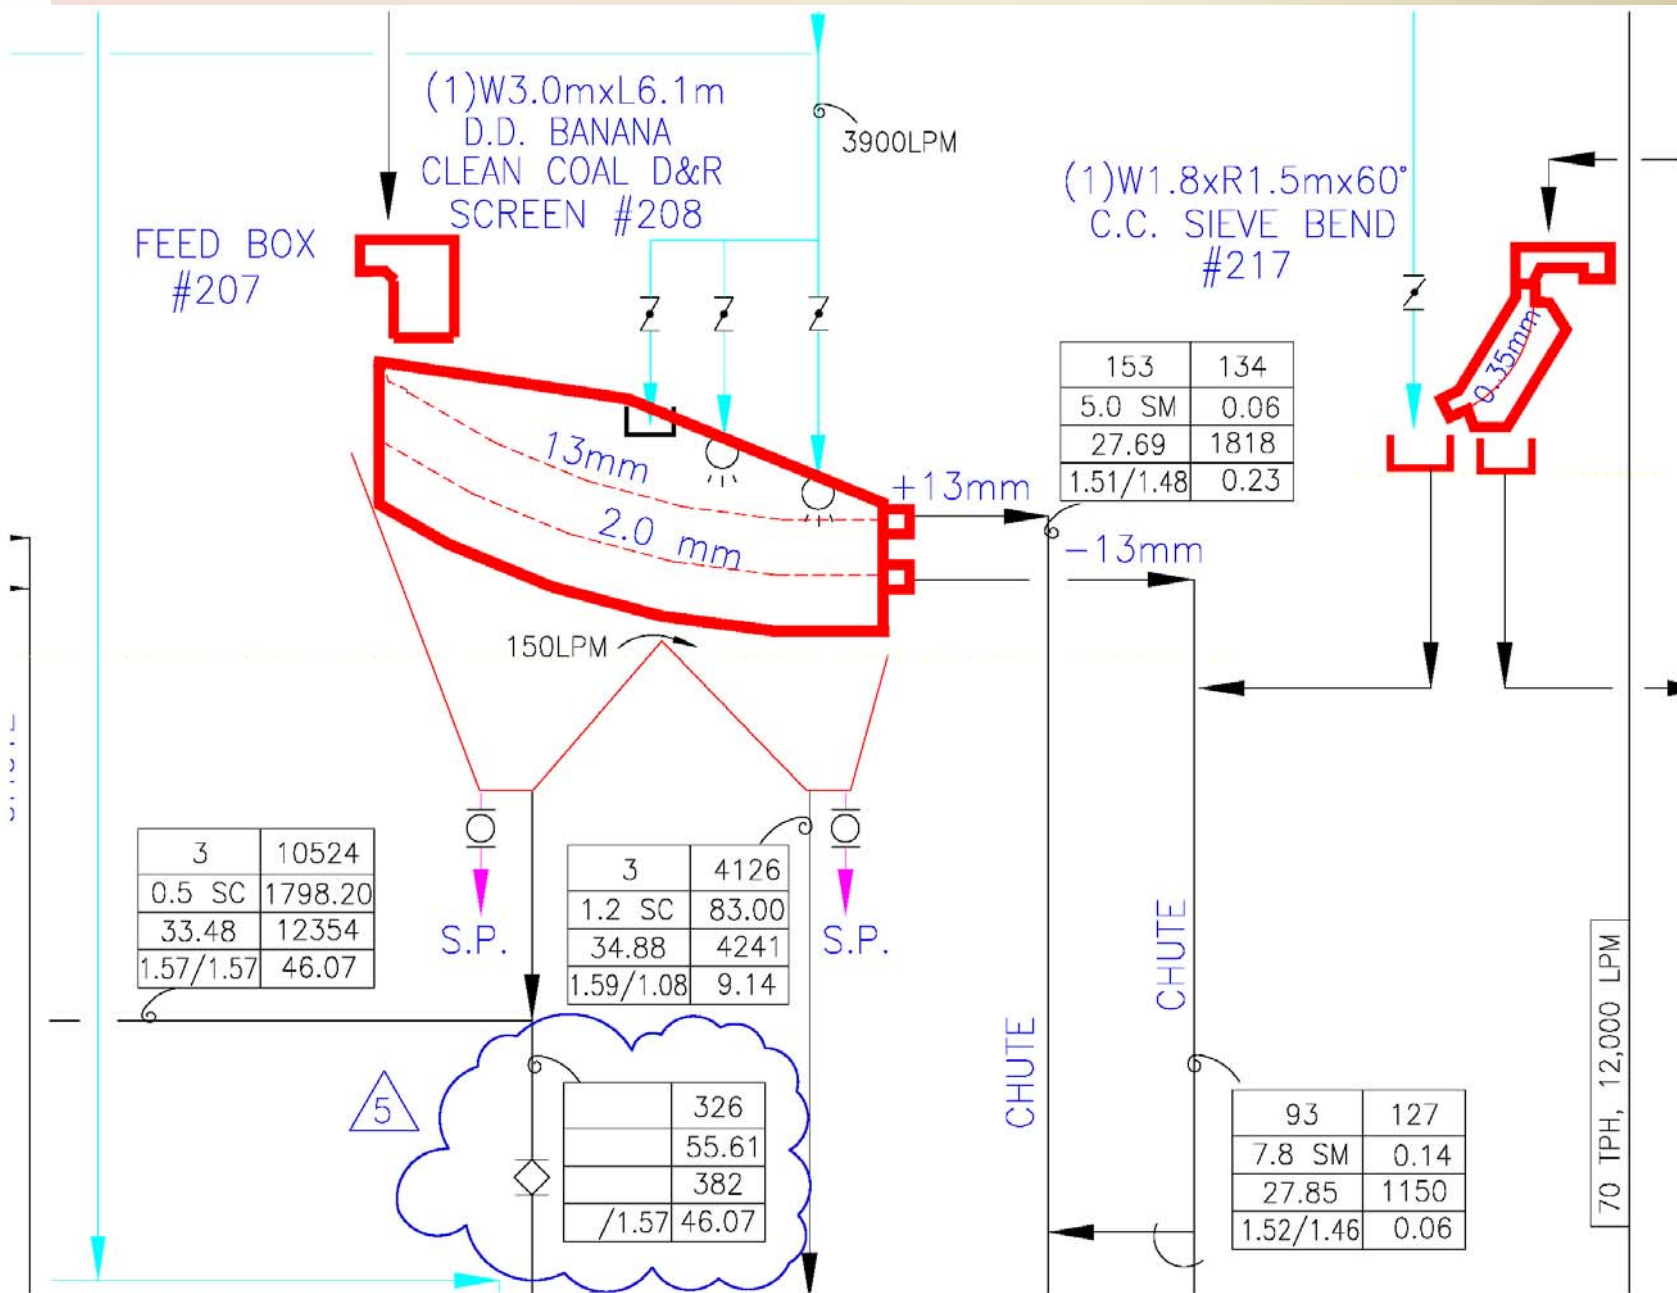 (1)W3.0mxL6.1m
D.D. BANANA
CLEAN COAL D&R
SCREEN #208
3900LPM
FEED BOX
#207
(1)W1.8xR1.5mx60°
C.C. SIEVE BEND
#217
0.35mm
153 134
5.0 SM 0.06
27.69 1818
1.51/1.48 0.23
13mm
2.0 mm
+13mm
-13mm
150LPM
3 10524
0.5 SC 1798.20
33.48 12354
1.57/1.57 46.07
S.P.
3 4126
1.2 SC 83.00
34.88 4241
1.59/1.08 9.14
S.P.
CHUTE
CHUTE
5
326
55.61
382
/1.57 46.07
93 127
7.8 SM 0.14
27.85 1150
1.52/1.46 0.06
70 TPH, 12,000 LPM